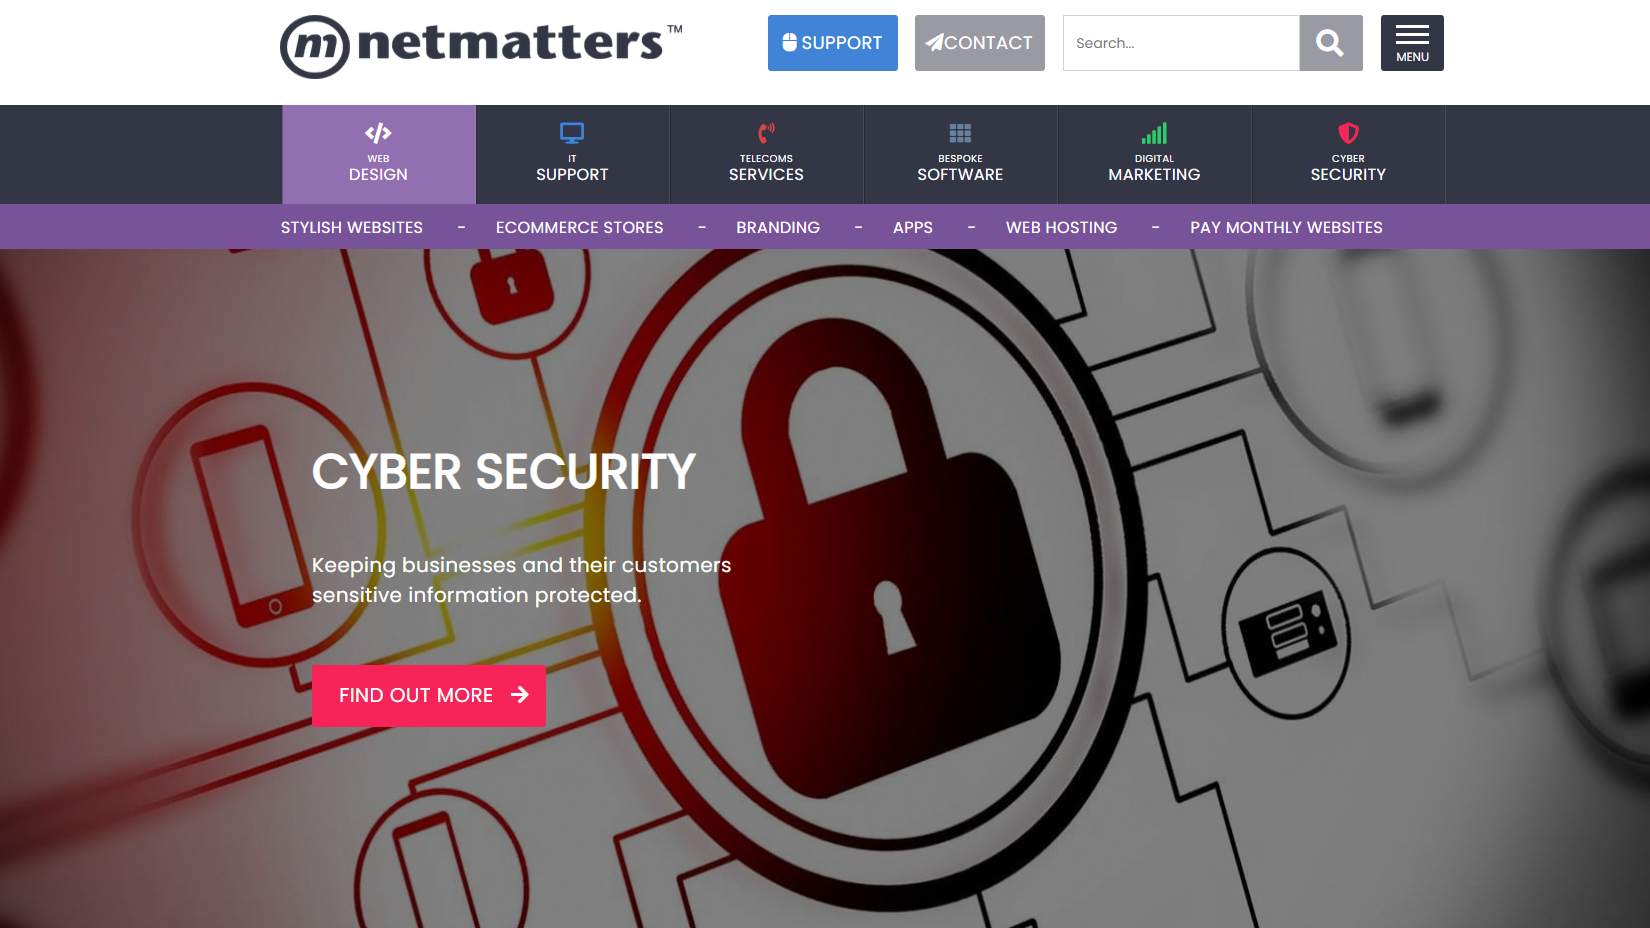 m netmatters™
SUPPORT
CONTACT
Search...
MENU
WEB
DESIGN
IT
SUPPORT
TELECOMS
SERVICES
BESPOKE
SOFTWARE
DIGITAL
MARKETING
CYBER
SECURITY
STYLISH WEBSITES - ECOMMERCE STORES - BRANDING - APPS - WEB HOSTING - PAY MONTHLY WEBSITES
CYBER SECURITY
Keeping businesses and their customers
sensitive information protected.
FIND OUT MORE